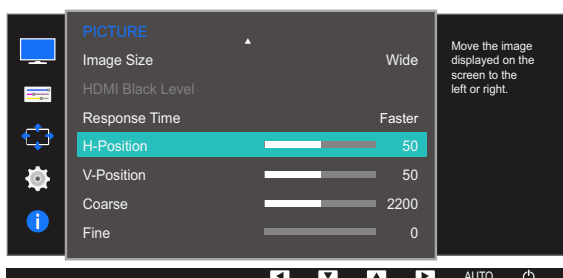 PICTURE
Image Size Wide
HDMI Black Level
Response Time Faster
H-Position 50
V-Position 50
Coarse 2200
Fine 0
Move the image
displayed on the
screen to the
left or right.
AUTO